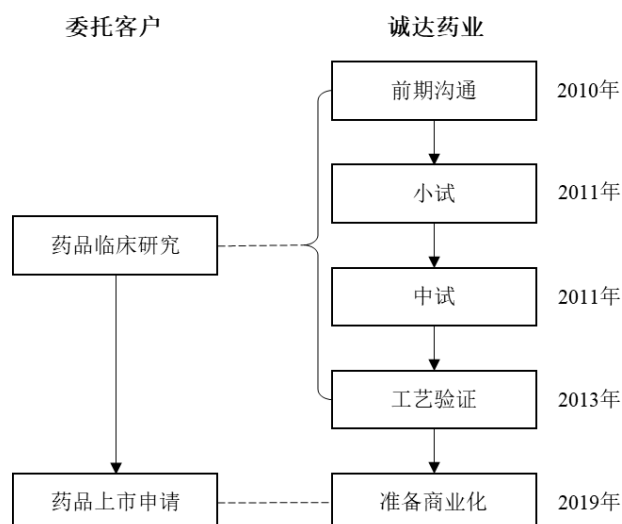 委托客户 诚达药业
前期沟通 2010年
小试 2011年
药品临床研究
中试 2011年
工艺验证 2013年
药品上市申请 准备商业化 2019年